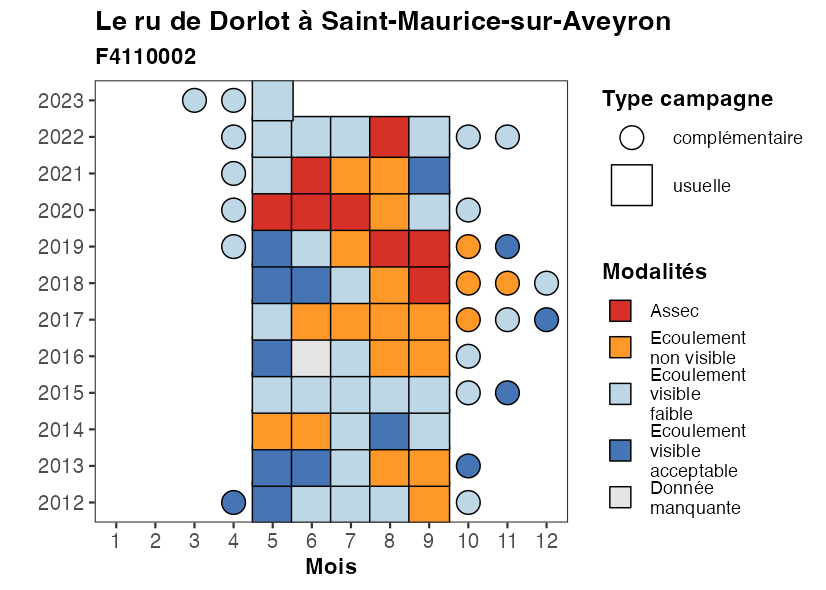 Le ru de Dorlot à Saint-Maurice-sur-Aveyron
F4110002
2023
2022
2021
2020
2019
2018
2017
2016
2015
2014
2013
2012
1 2 3 4 5 6 7 8 9 10 11 12
Mois
Type campagne
complémentaire
usuelle
Modalités
Assec
Ecoulement
non visible
Ecoulement
visible
faible
Ecoulement
visible
acceptable
Donnée
manquante